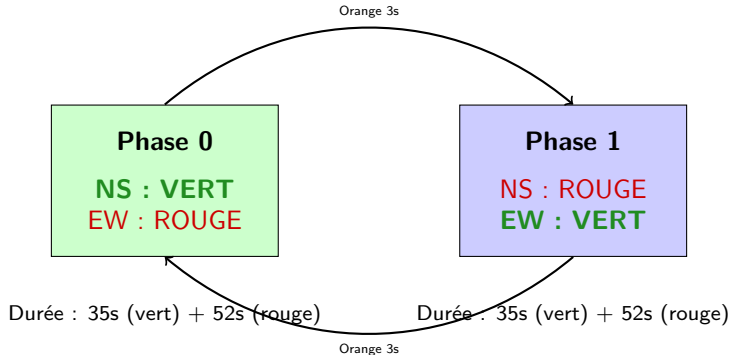 Orange 3s
Phase 0
NS : VERT
EW : ROUGE
Phase 1
NS : ROUGE
EW : VERT
Durée : 35s (vert) + 52s (rouge)
Durée : 35s (vert) + 52s (rouge)
Orange 3s